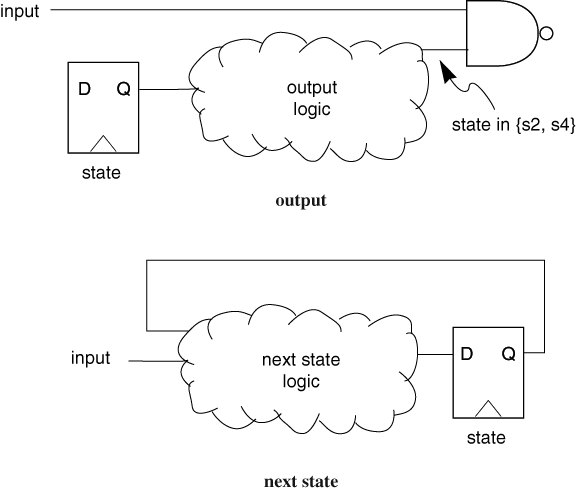 input
output
logic
D Q
state in {s2, s4}
state
output
input
next state
logic
D Q
state
next state